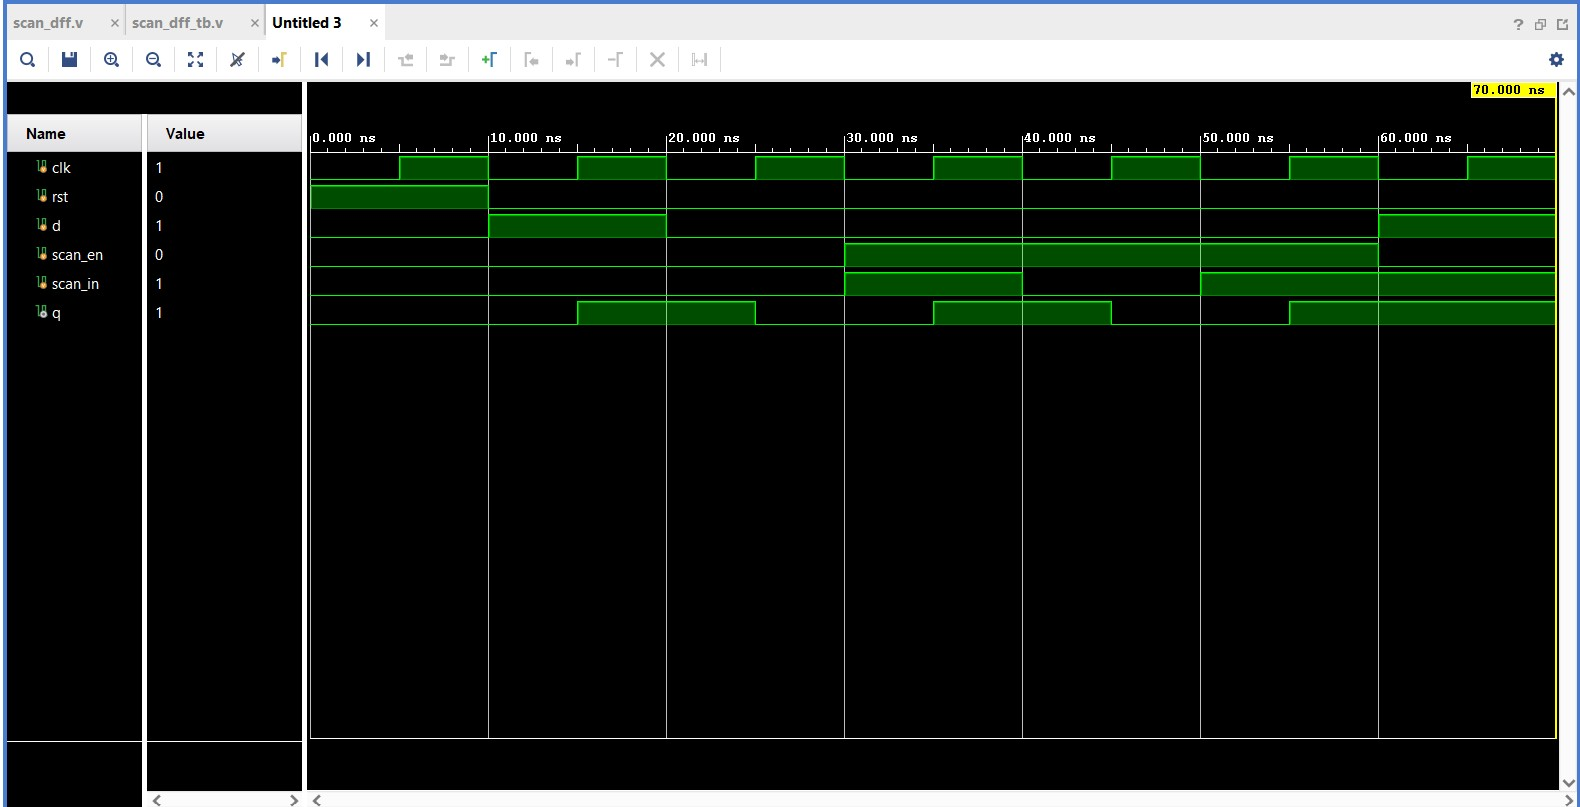 scan_dff.v × scan_dff_tb.v × Untitled 3 ×
?
70.000 ns
Name Value
0.000 ns 10.000 ns 20.000 ns 30.000 ns 40.000 ns 50.000 ns 60.000 ns
clk 1
rst 0
d 1
scan_en 0
scan_in 1
q 1